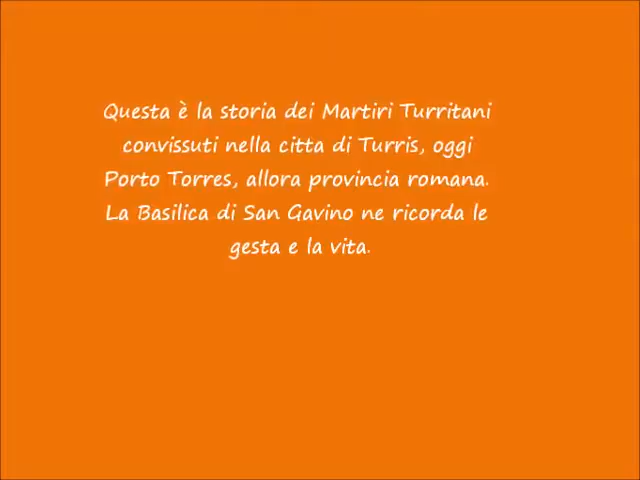 Questa è la storia dei Martiri Turritani
convissuti nella citta di Turris, oggi
Porto Torres, allora provincia romana.
La Basilica di San Gavino ne ricorda le
gesta e la vita.